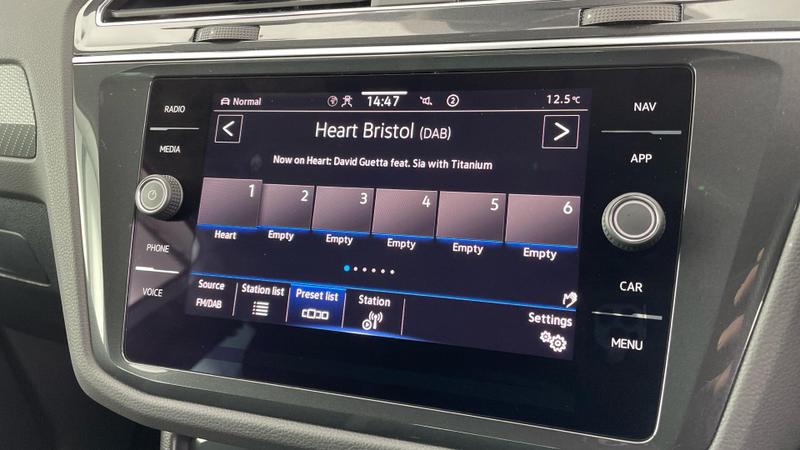 RADIO
MEDIA
PHONE
VOICE
Normal
14:47
2
12.5°C
Heart Bristol (DAB)
Now on Heart: David Guetta feat. Sia with Titanium
1 2 3 4 5 6
Heart Empty Empty Empty Empty Empty
Source
FM/DAB
Station list
Preset list
Station
Settings
NAV
APP
CAR
MENU